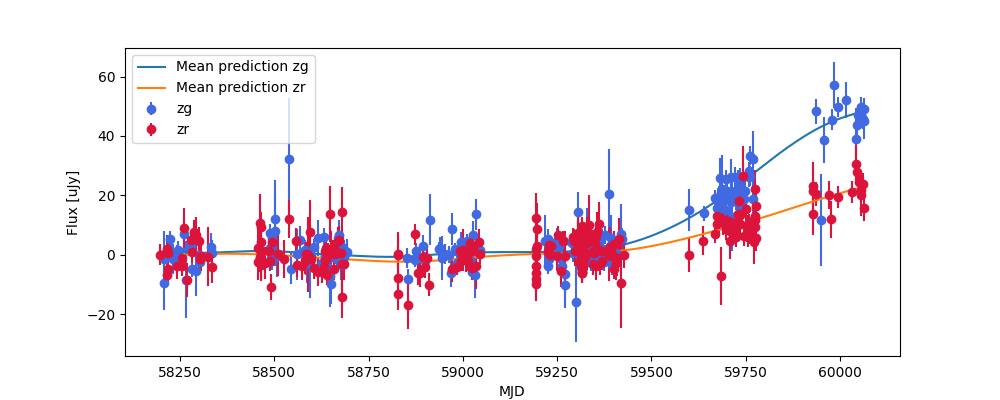 Mean prediction zg
Mean prediction zr
zg
zr
60
40
20
0
−20
Flux [uJy]
58250 58500 58750 59000 59250 59500 59750 60000
MJD